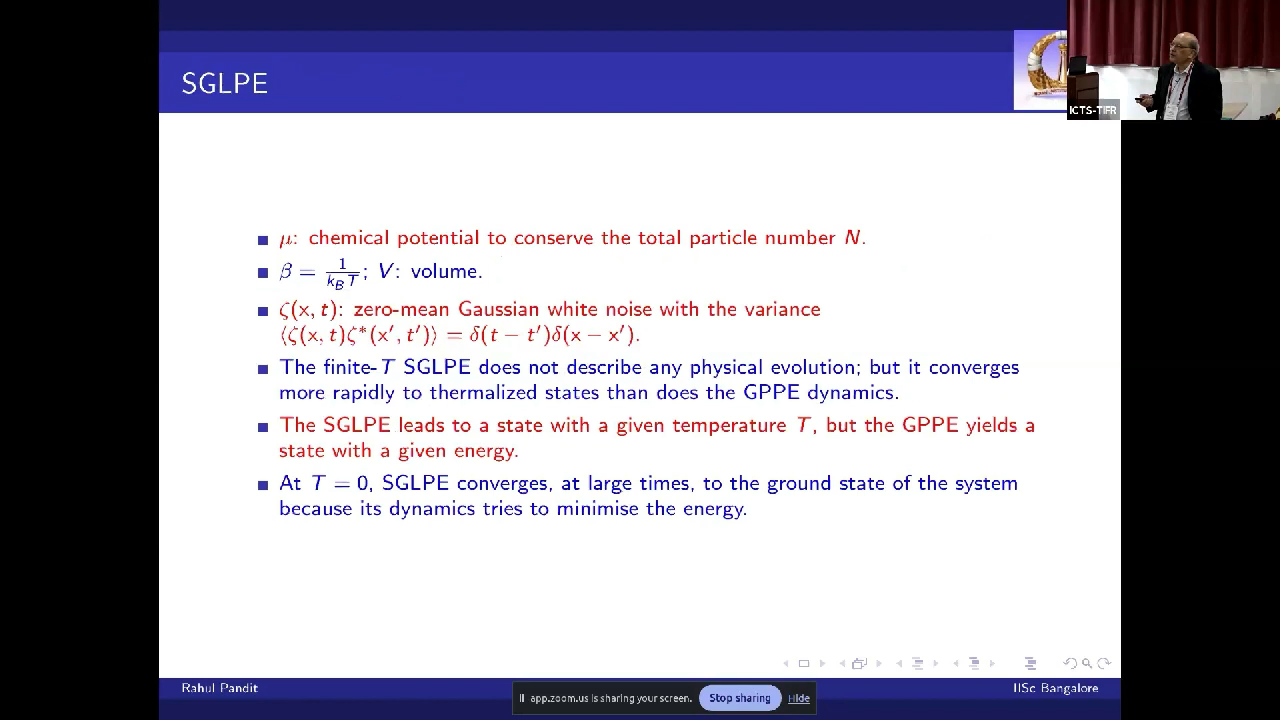 SGLPE
ICTS-TIFR
μ: chemical potential to conserve the total particle number N.
β = 1/(k_B T); V: volume.
ζ(x, t): zero-mean Gaussian white noise with the variance
⟨ζ(x, t)ζ*(x′, t′)⟩ = δ(t − t′)δ(x − x′).
The finite-T SGLPE does not describe any physical evolution; but it converges
more rapidly to thermalized states than does the GPPE dynamics.
The SGLPE leads to a state with a given temperature T, but the GPPE yields a
state with a given energy.
At T = 0, SGLPE converges, at large times, to the ground state of the system
because its dynamics tries to minimise the energy.
Rahul Pandit
IISc Bangalore
app.zoom.us is sharing your screen.
Stop sharing
Hide